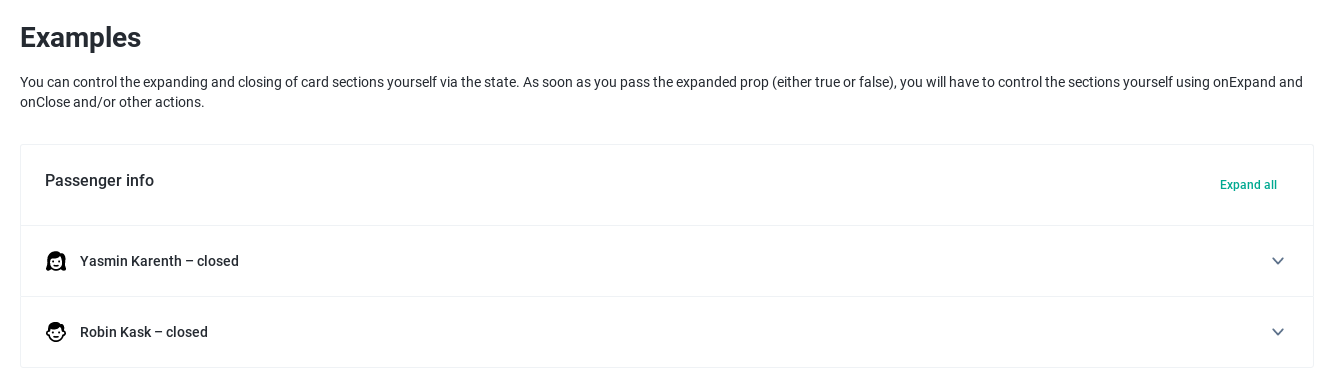 Examples
You can control the expanding and closing of card sections yourself via the state. As soon as you pass the expanded prop (either true or false), you will have to control the sections yourself using onExpand and
onClose and/or other actions.
Passenger info
Expand all
Yasmin Karenth – closed
Robin Kask – closed